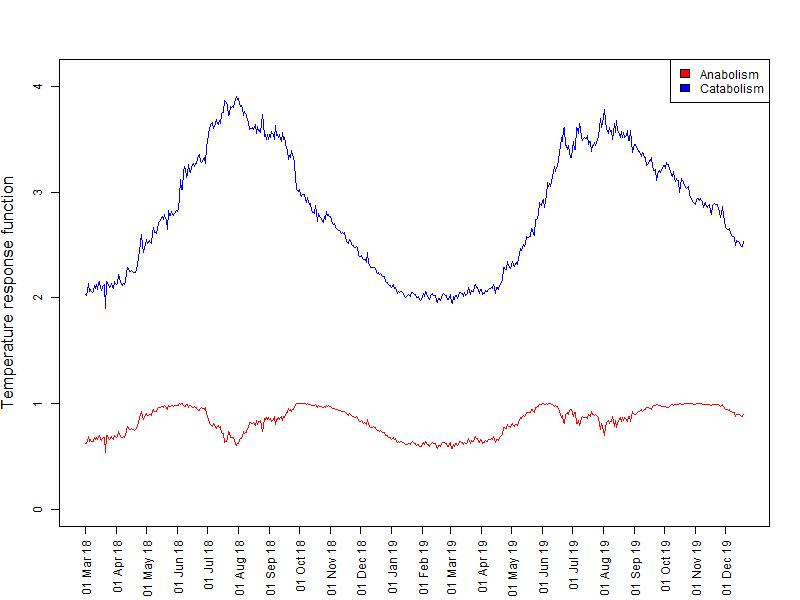 Anabolism
Catabolism
Temperature response function
4
3
2
1
0
01 Mar 18
01 Apr 18
01 May 18
01 Jun 18
01 Jul 18
01 Aug 18
01 Sep 18
01 Oct 18
01 Nov 18
01 Dec 18
01 Jan 19
01 Feb 19
01 Mar 19
01 Apr 19
01 May 19
01 Jun 19
01 Jul 19
01 Aug 19
01 Sep 19
01 Oct 19
01 Nov 19
01 Dec 19